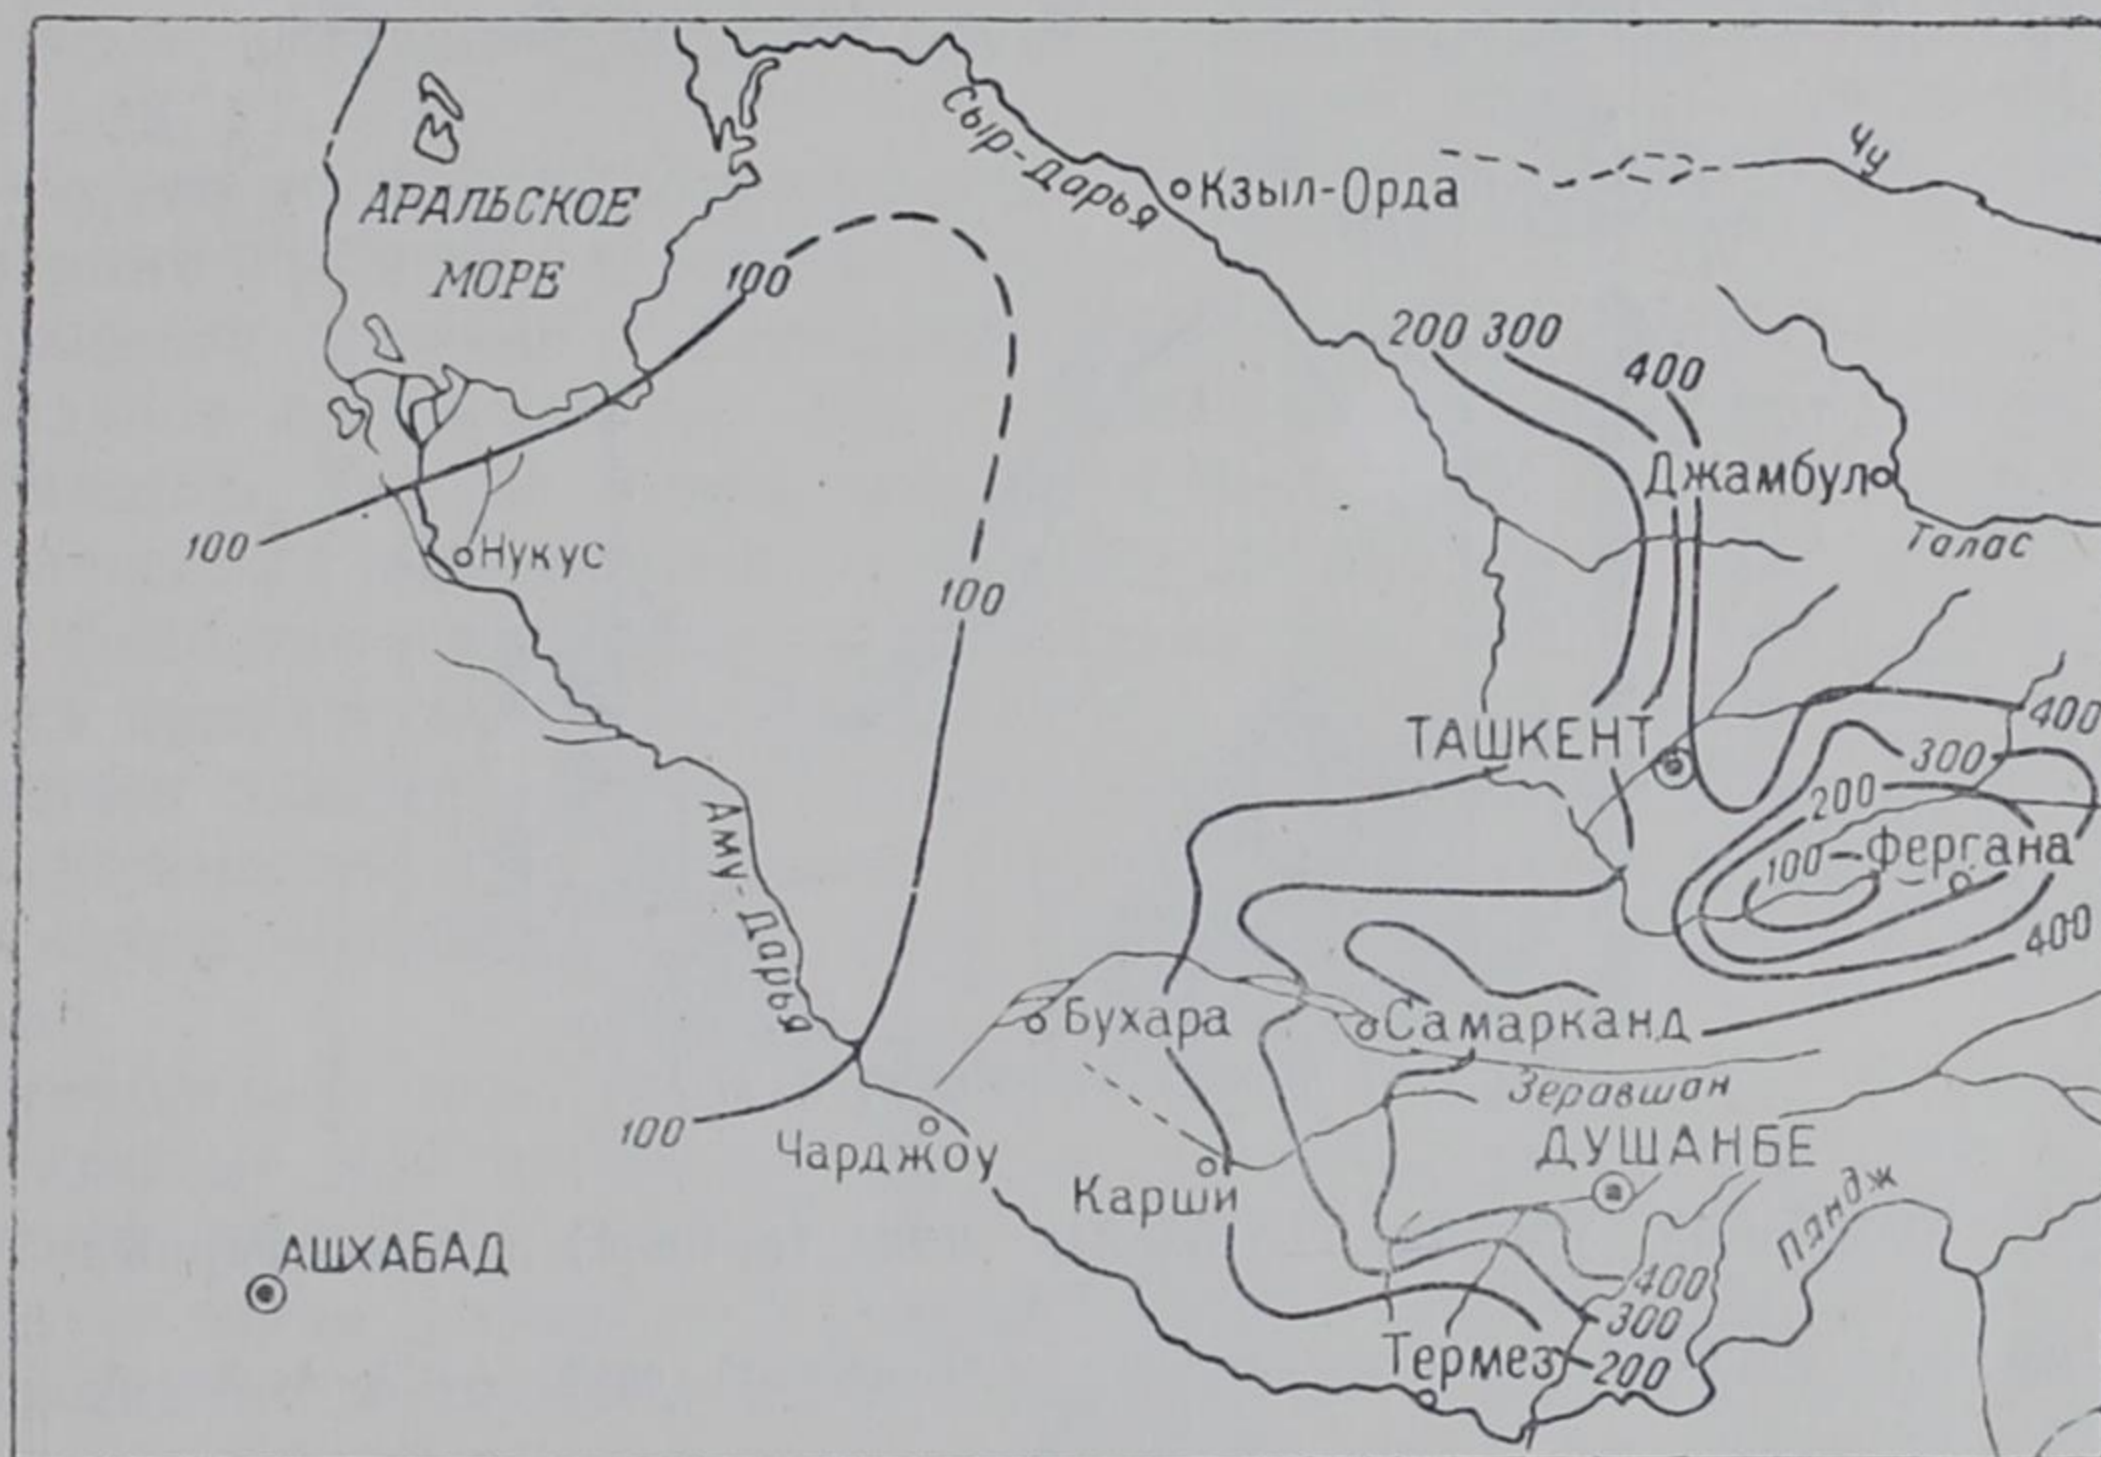 Сыр-Дарья
Чу
Кзыл-Орда
АРАЛЬСКОЕ
МОРЕ
100
200 300
400
Джамбул
Талас
100
Нукус
100
400
ТАШКЕНТ
300
200
Аму-Дарья
100
Фергана
400
Бухара
Самарканд
Зеравшан
100
Чарджоу
ДУШАНБЕ
Карши
Пяндж
АШХАБАД
400
300
Термез
200